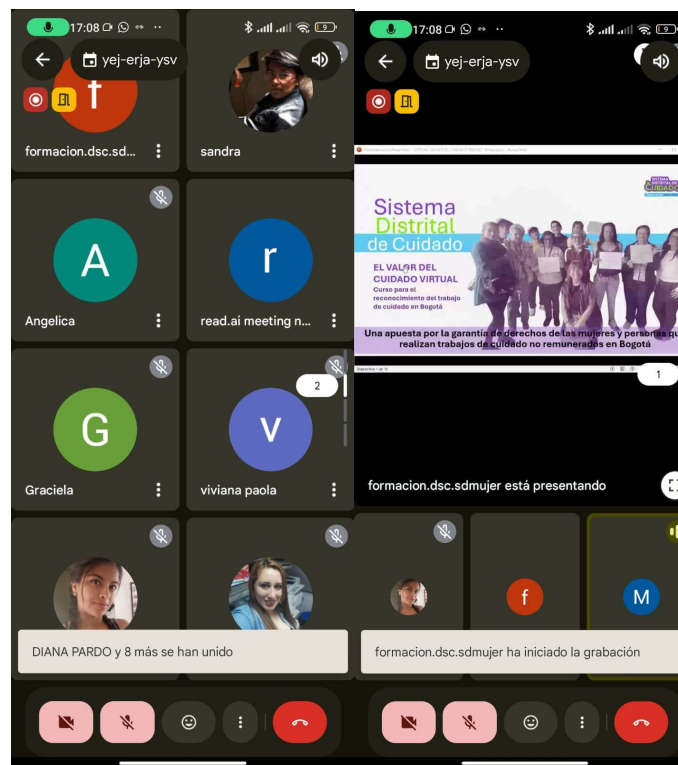 17:08
yej-erja-ysv
f
formacion.dsc.sd...
sandra
A
Angelica
r
read.ai meeting n...
G
Graciela
2
v
viviana paola
DIANA PARDO y 8 más se han unido
17:08
yej-erja-ysv
Sistema
Distrital
de Cuidado
EL VALOR DEL
CUIDADO VIRTUAL
Curso para el
reconocimiento del trabajo
de cuidado en Bogotá
Una apuesta por la garantía de derechos de las mujeres y personas qu
realizan trabajos de cuidado no remunerados en Bogotá
1
formacion.dsc.sdmujer está presentando
f
M
formacion.dsc.sdmujer ha iniciado la grabación